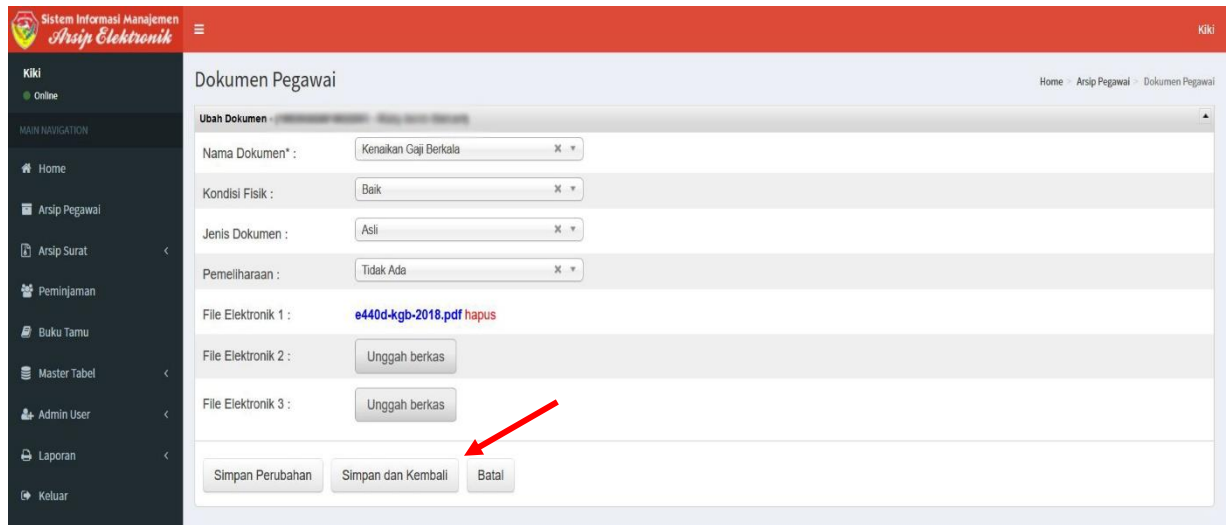 Sistem Informasi Manajemen
Arsip Elektronik
Kiki
Kiki
Online
MAIN NAVIGATION
Home
Arsip Pegawai
Arsip Surat
Peminjaman
Buku Tamu
Master Tabel
Admin User
Laporan
Keluar
Dokumen Pegawai
Home > Arsip Pegawai > Dokumen Pegawai
Ubah Dokumen -
Nama Dokumen* : Kenaikan Gaji Berkala
Kondisi Fisik : Baik
Jenis Dokumen : Asli
Pemeliharaan : Tidak Ada
File Elektronik 1 : e440d-kgb-2018.pdf hapus
File Elektronik 2 : Unggah berkas
File Elektronik 3 : Unggah berkas
Simpan Perubahan Simpan dan Kembali Batal